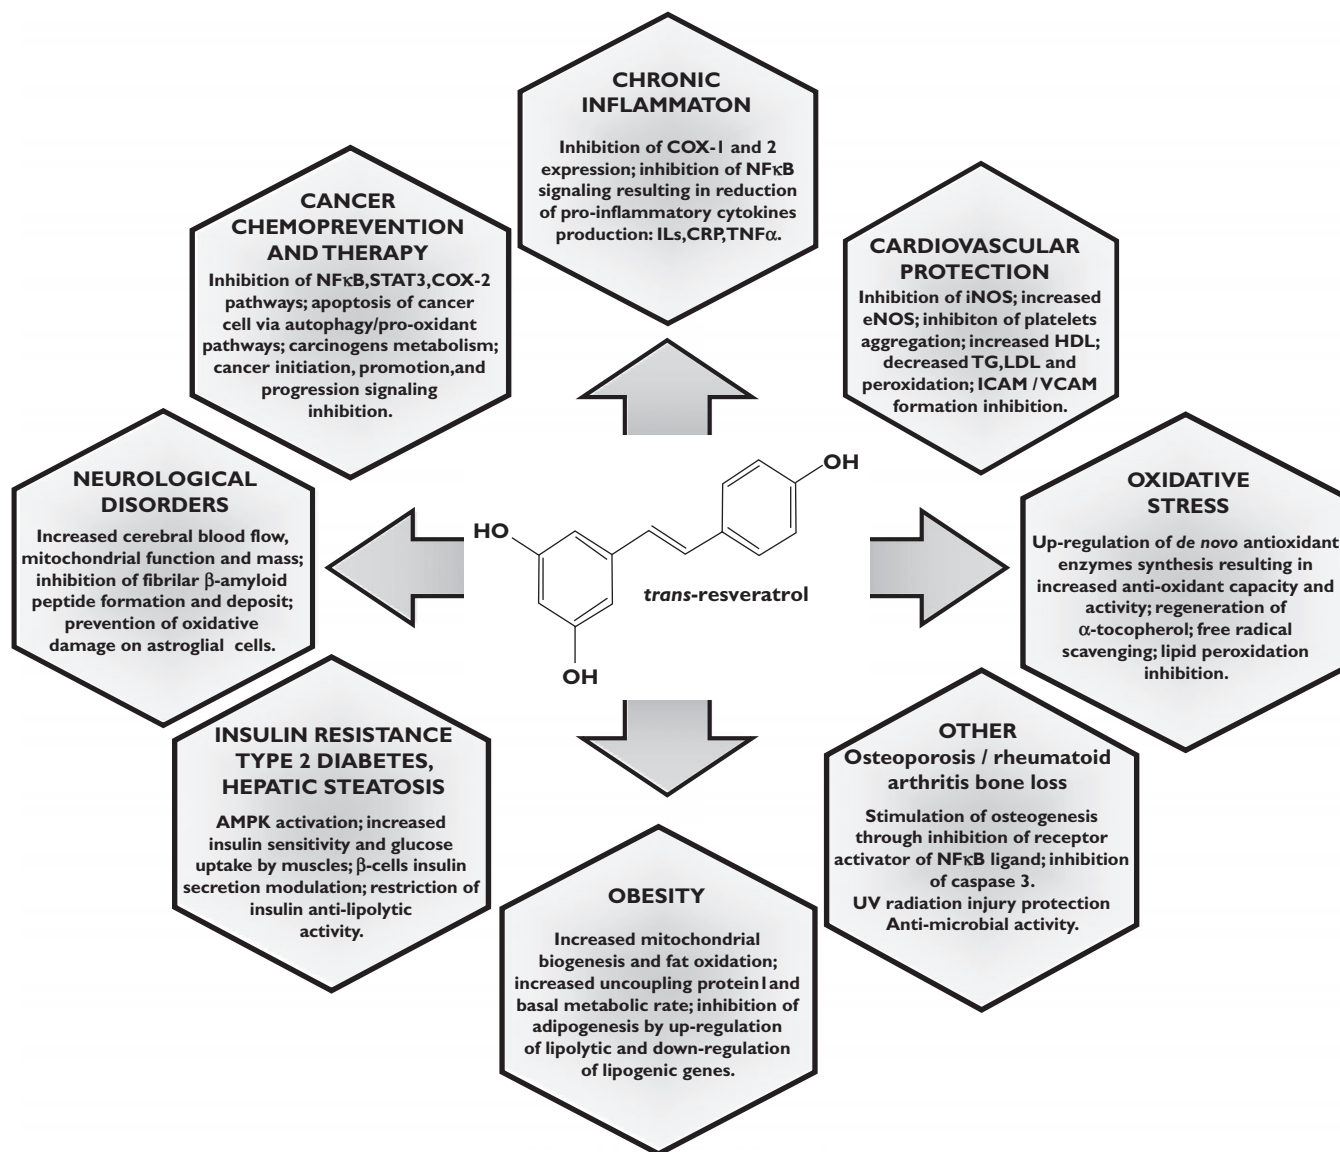 CHRONIC
INFLAMMATON
Inhibition of COX-1 and 2
expression; inhibition of NFκB
signaling resulting in reduction
of pro-inflammatory cytokines
production: ILs,CRP,TNFα.
CANCER
CHEMOPREVENTION
AND THERAPY
Inhibition of NFκB,STAT3,COX-2
pathways; apoptosis of cancer
cell via autophagy/pro-oxidant
pathways; carcinogens metabolism;
cancer initiation, promotion,and
progression signaling
inhibition.
CARDIOVASCULAR
PROTECTION
Inhibition of iNOS; increased
eNOS; inhibiton of platelets
aggregation; increased HDL;
decreased TG,LDL and
peroxidation; ICAM / VCAM
formation inhibition.
NEUROLOGICAL
DISORDERS
Increased cerebral blood flow,
mitochondrial function and mass;
inhibition of fibrilar β-amyloid
peptide formation and deposit;
prevention of oxidative
damage on astroglial cells.
OH
HO
trans-resveratrol
OH
OXIDATIVE
STRESS
Up-regulation of de novo antioxidant
enzymes synthesis resulting in
increased anti-oxidant capacity and
activity; regeneration of
α-tocopherol; free radical
scavenging; lipid peroxidation
inhibition.
INSULIN RESISTANCE
TYPE 2 DIABETES,
HEPATIC STEATOSIS
AMPK activation; increased
insulin sensitivity and glucose
uptake by muscles; β-cells insulin
secretion modulation; restriction of
insulin anti-lipolytic
activity.
OTHER
Osteoporosis / rheumatoid
arthritis bone loss
Stimulation of osteogenesis
through inhibition of receptor
activator of NFκB ligand; inhibition
of caspase 3.
UV radiation injury protection
Anti-microbial activity.
OBESITY
Increased mitochondrial
biogenesis and fat oxidation;
increased uncoupling protein1and
basal metabolic rate; inhibition of
adipogenesis by up-regulation
of lipolytic and down-regulation
of lipogenic genes.